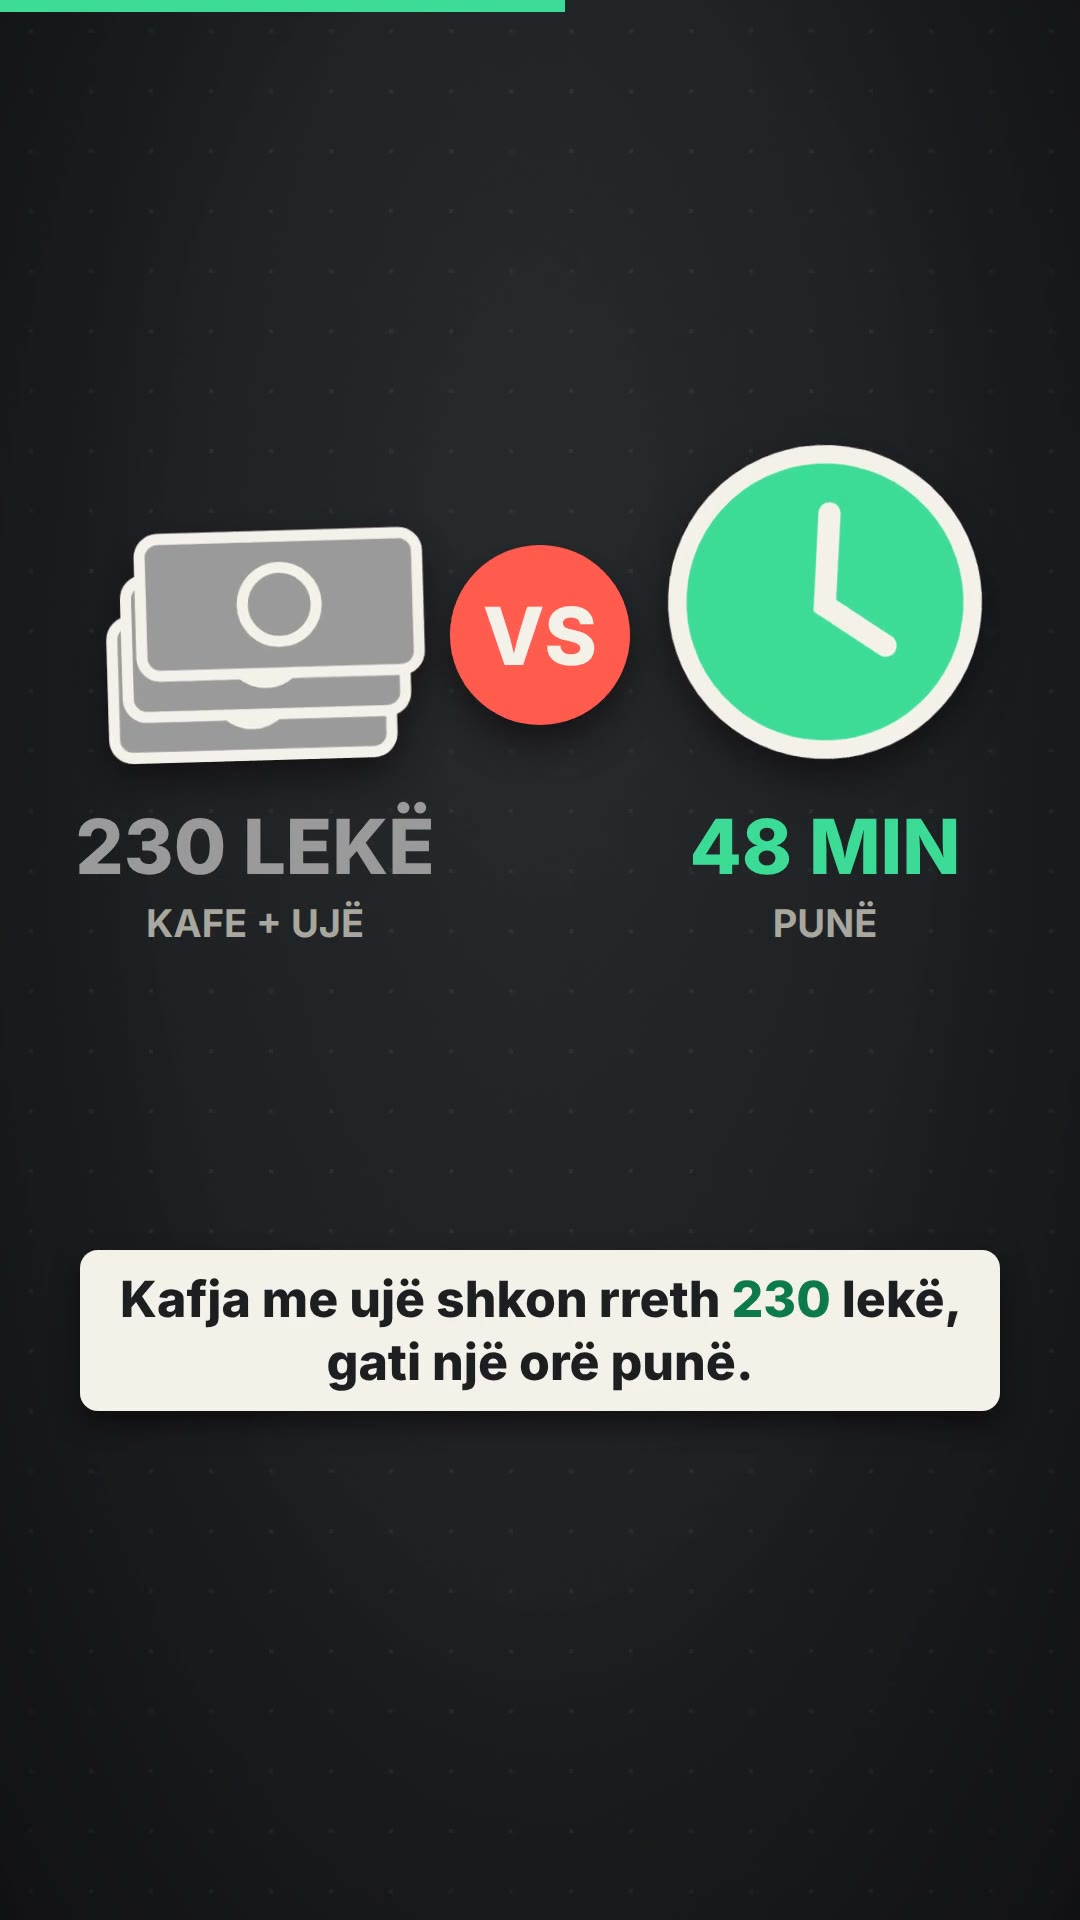 VS
230 LEKË
KAFE + UJË
48 MIN
PUNË
Kafja me ujë shkon rreth 230 lekë,
gati një orë punë.